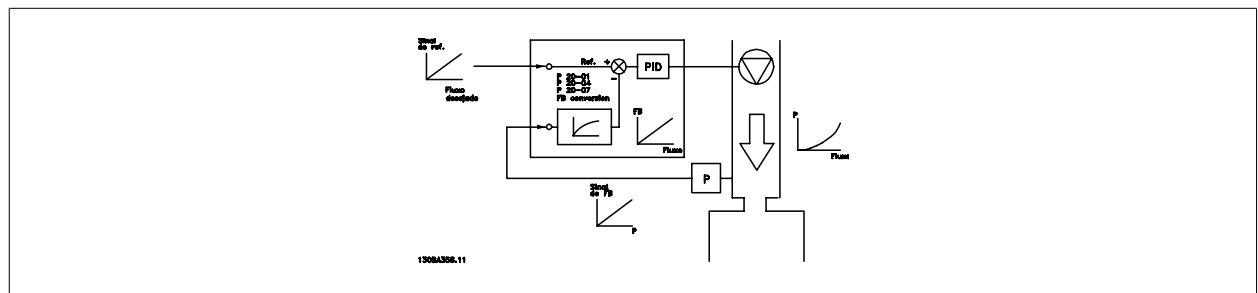 Sinal
de ref.
Fluxo
desejado
Ref.
+
-
P 20-01
P 20-04
P 20-07
FB conversion
PID
FB
Fluxo
P
Fluxo
P
Sinal
de FB
P
130BA358.11